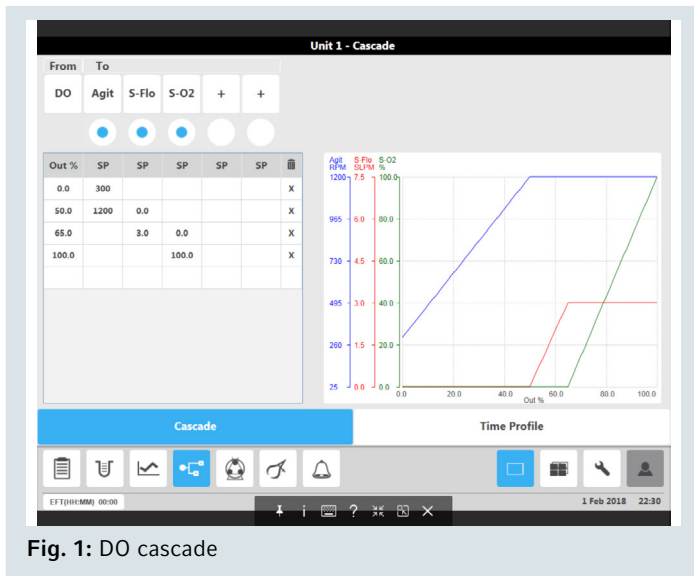 Unit 1 - Cascade
From To
DO Agit S-Flo S-O2 + +
Out % SP SP SP SP SP
0.0 300 X
50.0 1200 0.0 X
65.0 3.0 0.0 X
100.0 100.0 X
Agit S-Flo S-O2
RPM SLPM %
1200 7.5 100.0
965 6.0 80.0
730 4.5 60.0
495 3.0 40.0
260 1.5 20.0
25 0.0 0.0
0.0 20.0 40.0 60.0 80.0 100.0
Out %
Cascade Time Profile
EFT(HH:MM) 00:00 1 Feb 2018 22:30
i ?
Fig. 1: DO cascade